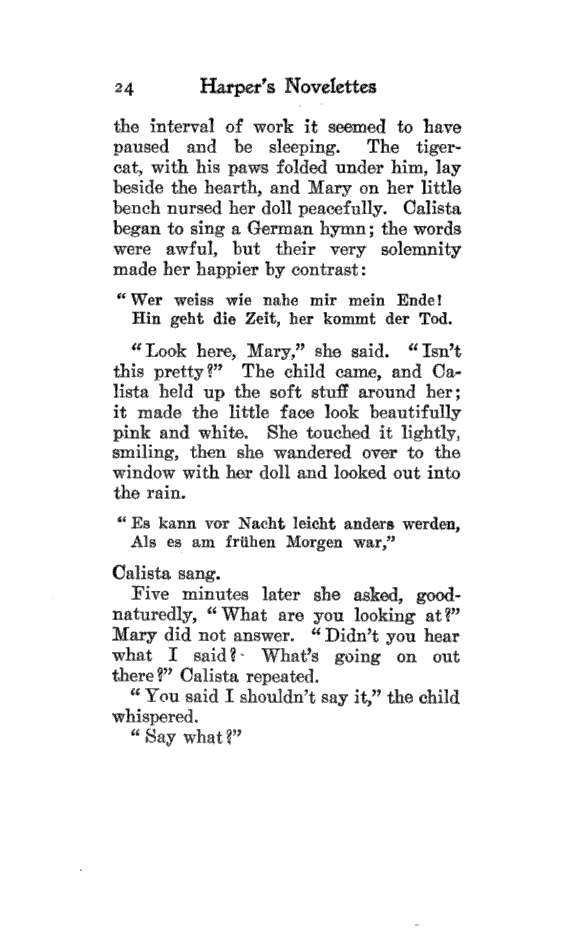 24 Harper's Novelettes
the interval of work it seemed to have
paused and be sleeping. The tiger-
cat, with his paws folded under him, lay
beside the hearth, and Mary on her little
bench nursed her doll peacefully. Calista
began to sing a German hymn; the words
were awful, but their very solemnity
made her happier by contrast:
“Wer weiss wie nahe mir mein Ende!
Hin geht die Zeit, her kommt der Tod.
“Look here, Mary,” she said. “Isn’t
this pretty?” The child came, and Ca-
lista held up the soft stuff around her;
it made the little face look beautifully
pink and white. She touched it lightly,
smiling, then she wandered over to the
window with her doll and looked out into
the rain.
“Es kann vor Nacht leicht anders werden,
Als es am frühen Morgen war,”
Calista sang.
Five minutes later she asked, good-
naturedly, “What are you looking at?”
Mary did not answer. “Didn’t you hear
what I said? What’s going on out
there?” Calista repeated.
“You said I shouldn’t say it,” the child
whispered.
“Say what?”